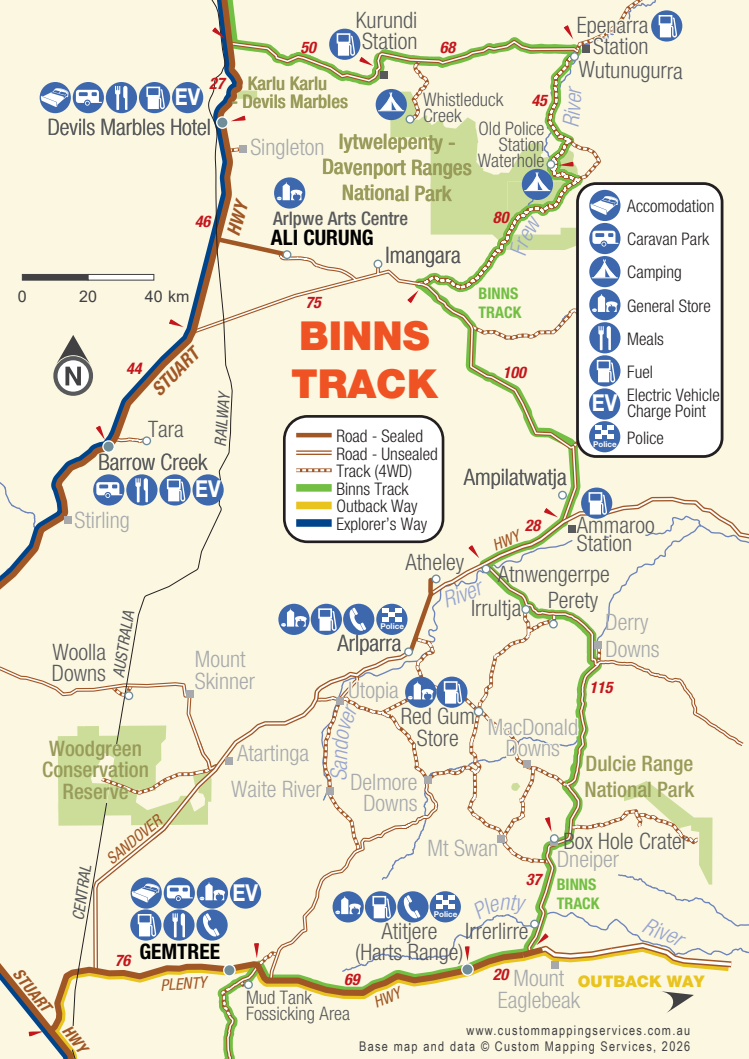 Kurundi
Station
Epenarra
Station
Wutunugurra
50
68
27
Karlu Karlu
Devils Marbles
45
River
EV
Devils Marbles Hotel
Whistleduck
Creek
Old Police
Station
Waterhole
Singleton
Iytwelepenty -
Davenport Ranges
National Park
46
HWY
Arlpwe Arts Centre
ALI CURUNG
Imangara
80
Frew
Accomodation
Caravan Park
Camping
General Store
Meals
Fuel
EV
Electric Vehicle
Charge Point
Police
Police
0
20
40 km
75
BINNS
TRACK
BINNS
TRACK
N
44
STUART
100
RAILWAY
Tara
Barrow Creek
EV
Stirling
Road - Sealed
Road - Unsealed
Track (4WD)
Binns Track
Outback Way
Explorer's Way
Ampilatwatja
28
HWY
Ammaroo
Station
Atheley
River
Atnwengerrpe
Irrultja
Perety
Derry
Downs
Police
Arlparra
AUSTRALIA
Woolla
Downs
Mount
Skinner
Utopia
Red Gum
Store
115
Sandover
MacDonald
Downs
Woodgreen
Conservation
Reserve
Atartinga
Waite River
Delmore
Downs
Dulcie Range
National Park
SANDOVER
Mt Swan
Box Hole Crater
Dneiper
CENTRAL
37
BINNS
TRACK
EV
GEMTREE
Police
Atitjere
(Harts Range)
Plenty
Irrerlirre
River
76
PLENTY
69
HWY
20
Mount
Eaglebeak
OUTBACK WAY
STUART
HWY
Mud Tank
Fossicking Area
www.custommappingservices.com.au
Base map and data © Custom Mapping Services, 2026